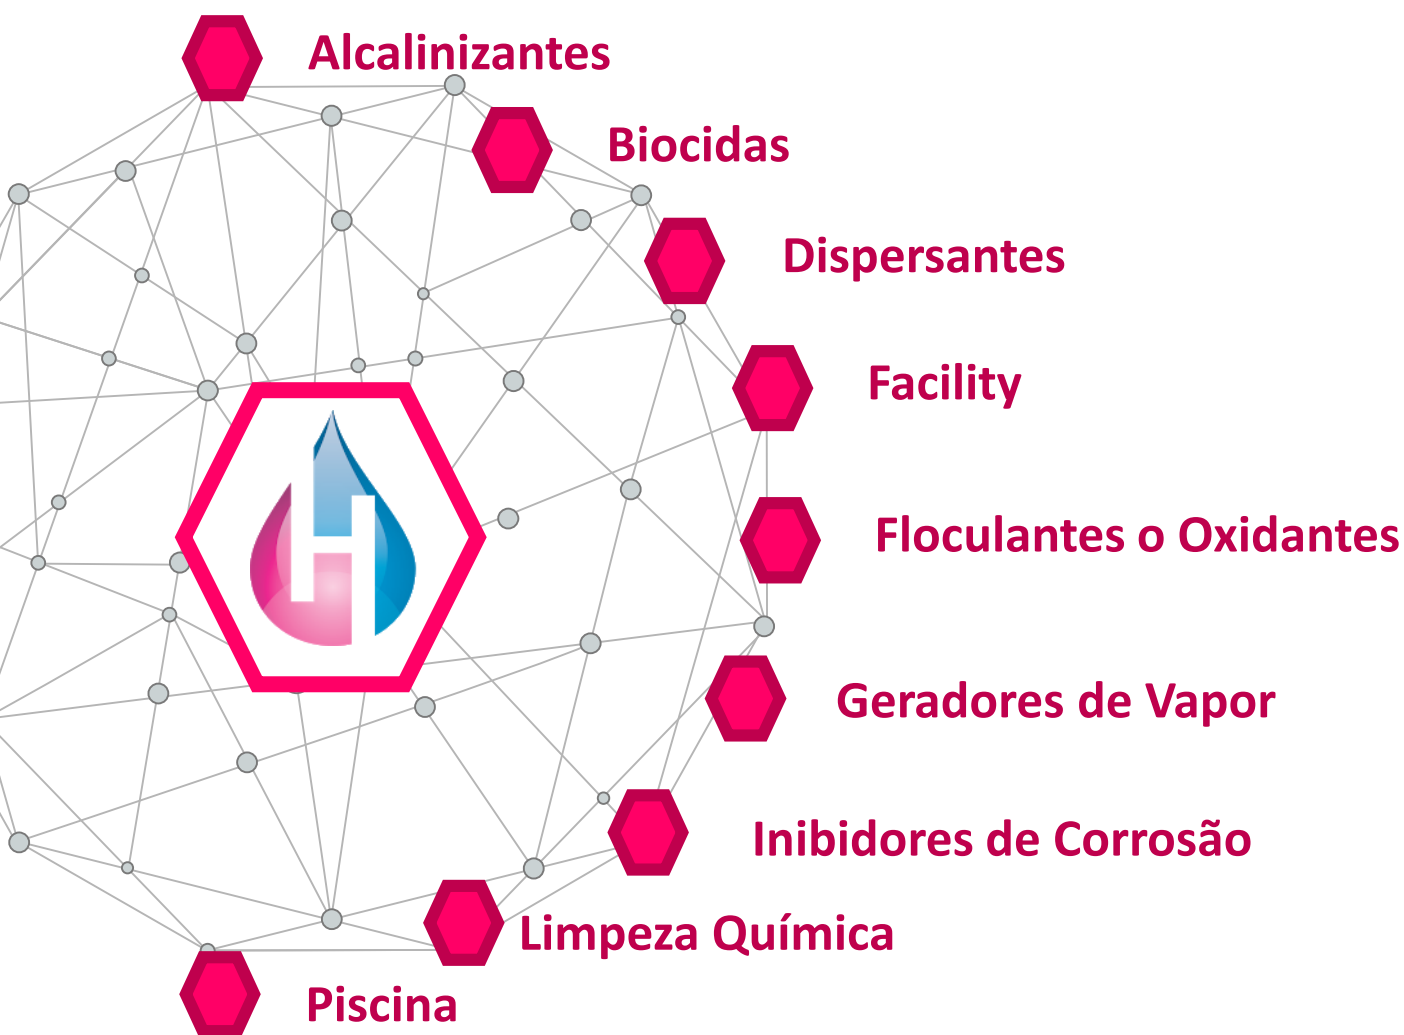 Alcalinizantes
Biocidas
Dispersantes
Facility
Floculantes o Oxidantes
Geradores de Vapor
Inibidores de Corrosão
Limpeza Química
Piscina
H